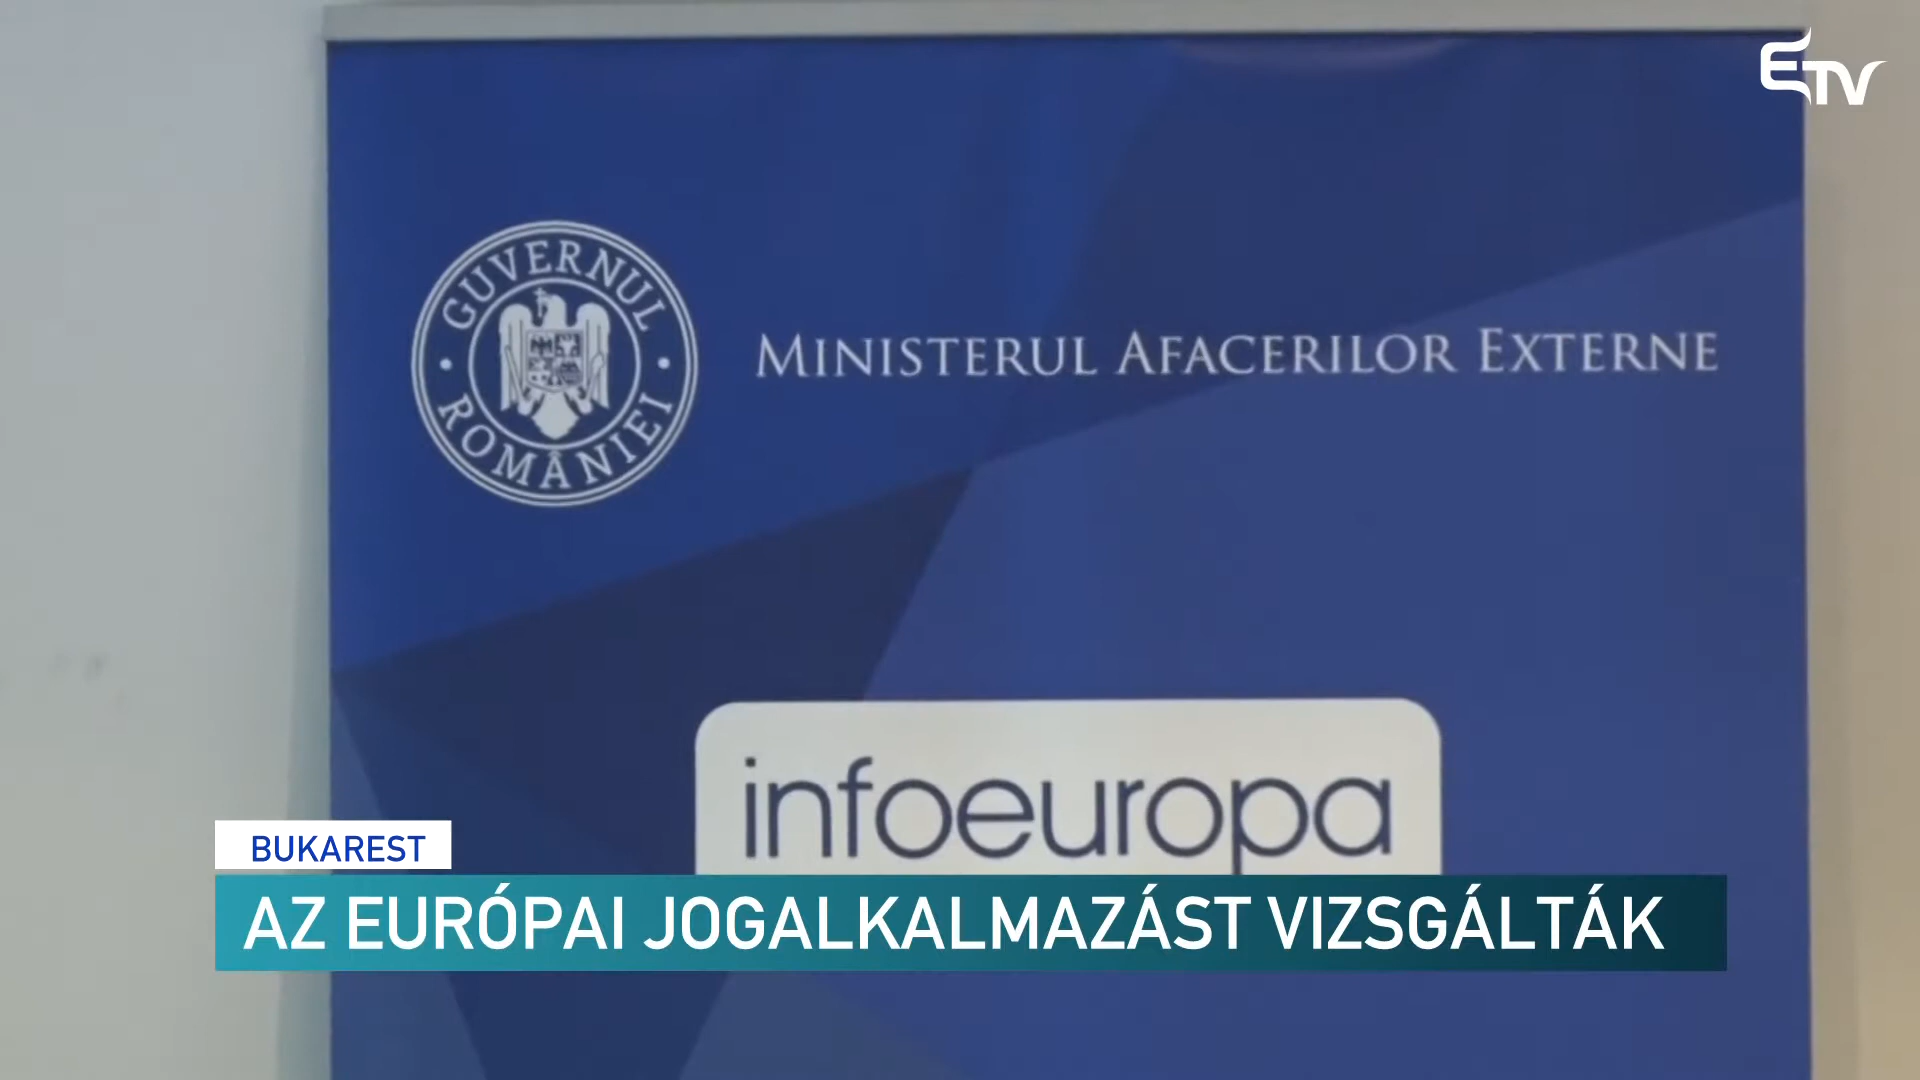 ETV
GUVERNUL
ROMÂNIEI
MINISTERUL AFACERILOR EXTERNE
infoeuropa
BUKAREST
AZ EURÓPAI JOGALKALMAZÁST VIZSGÁLTÁK